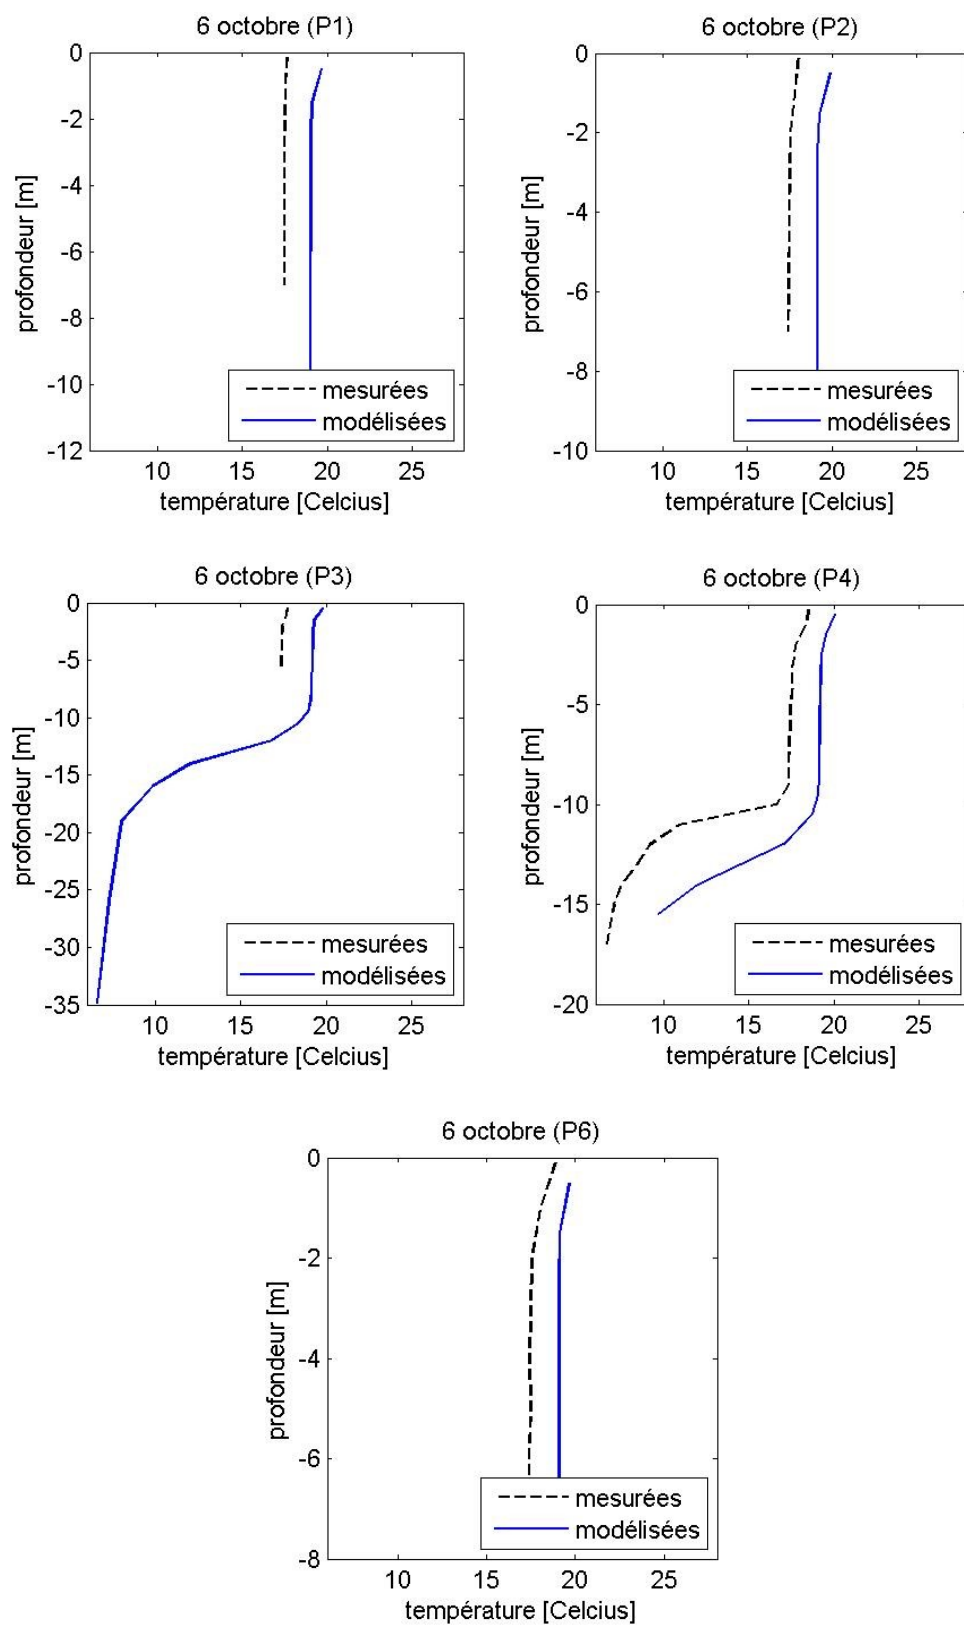 6 octobre (P1)
0
-2
-4
-6
-8
-10
-12
profondeur [m]
mesurées
modélisées
10 15 20 25
température [Celcius]
6 octobre (P2)
0
-2
-4
-6
-8
-10
profondeur [m]
mesurées
modélisées
10 15 20 25
température [Celcius]
6 octobre (P3)
0
-5
-10
-15
-20
-25
-30
-35
profondeur [m]
mesurées
modélisées
10 15 20 25
température [Celcius]
6 octobre (P4)
0
-5
-10
-15
-20
profondeur [m]
mesurées
modélisées
10 15 20 25
température [Celcius]
6 octobre (P6)
0
-2
-4
-6
-8
profondeur [m]
mesurées
modélisées
10 15 20 25
température [Celcius]